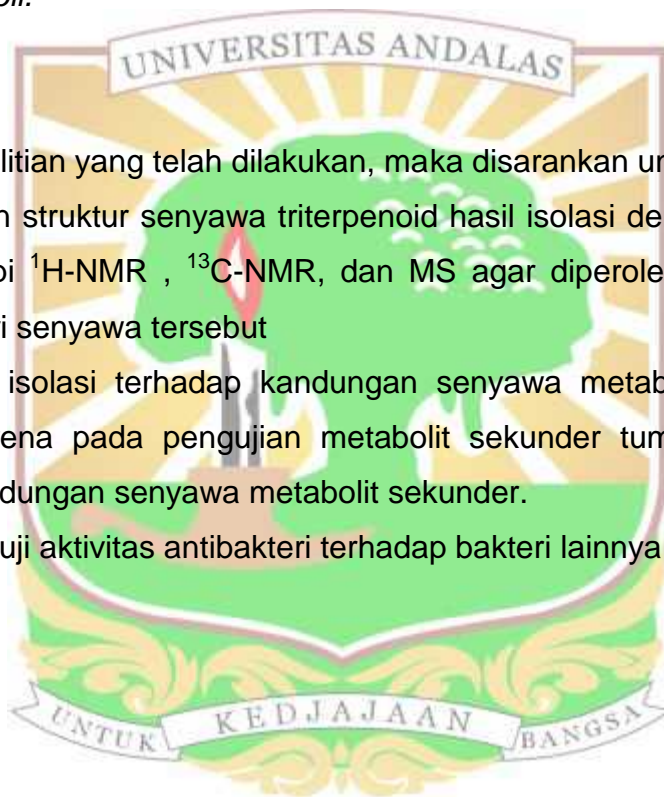 UNIVERSITAS ANDALAS
litian yang telah dilakukan, maka disarankan un
struktur senyawa triterpenoid hasil isolasi de
¹H-NMR , ¹³C-NMR, dan MS agar diperole
ri senyawa tersebut
isolasi terhadap kandungan senyawa metab
ena pada pengujian metabolit sekunder tum
dungan senyawa metabolit sekunder.
uji aktivitas antibakteri terhadap bakteri lainnya
UNTUK KEDJAJAAN BANGSA